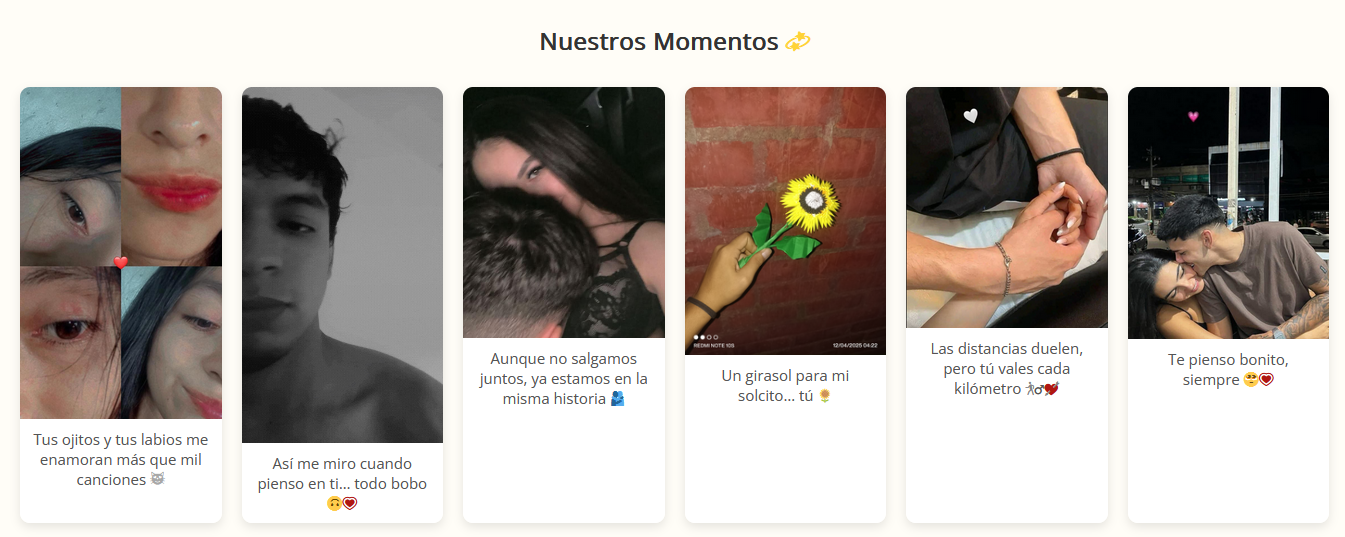 Nuestros Momentos 💫
Tus ojitos y tus labios me
enamoran más que mil
canciones 😻
Así me miro cuando
pienso en ti... todo bobo
🙃💘
Aunque no salgamos
juntos, ya estamos en la
misma historia 🫂
REDMI NOTE 10S
12/04/2025 04:22
Un girasol para mi
solcito... tú 🌻
Las distancias duelen,
pero tú vales cada
kilómetro 🏃‍♂️💘
Te pienso bonito,
siempre 🥺💘